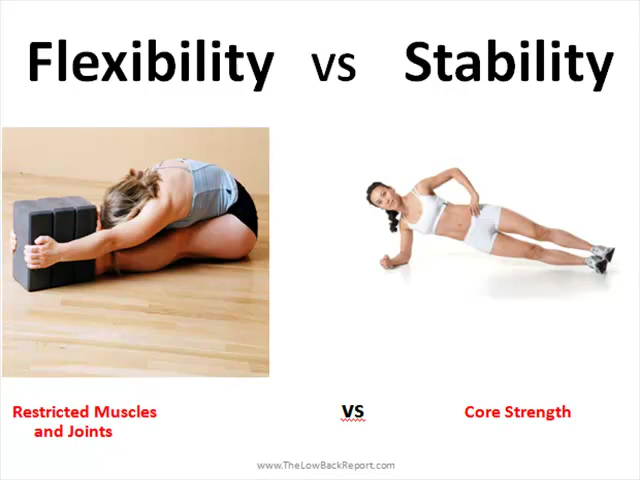 Flexibility vs Stability
Restricted Muscles vs Core Strength
and Joints
www.TheLowBackReport.com